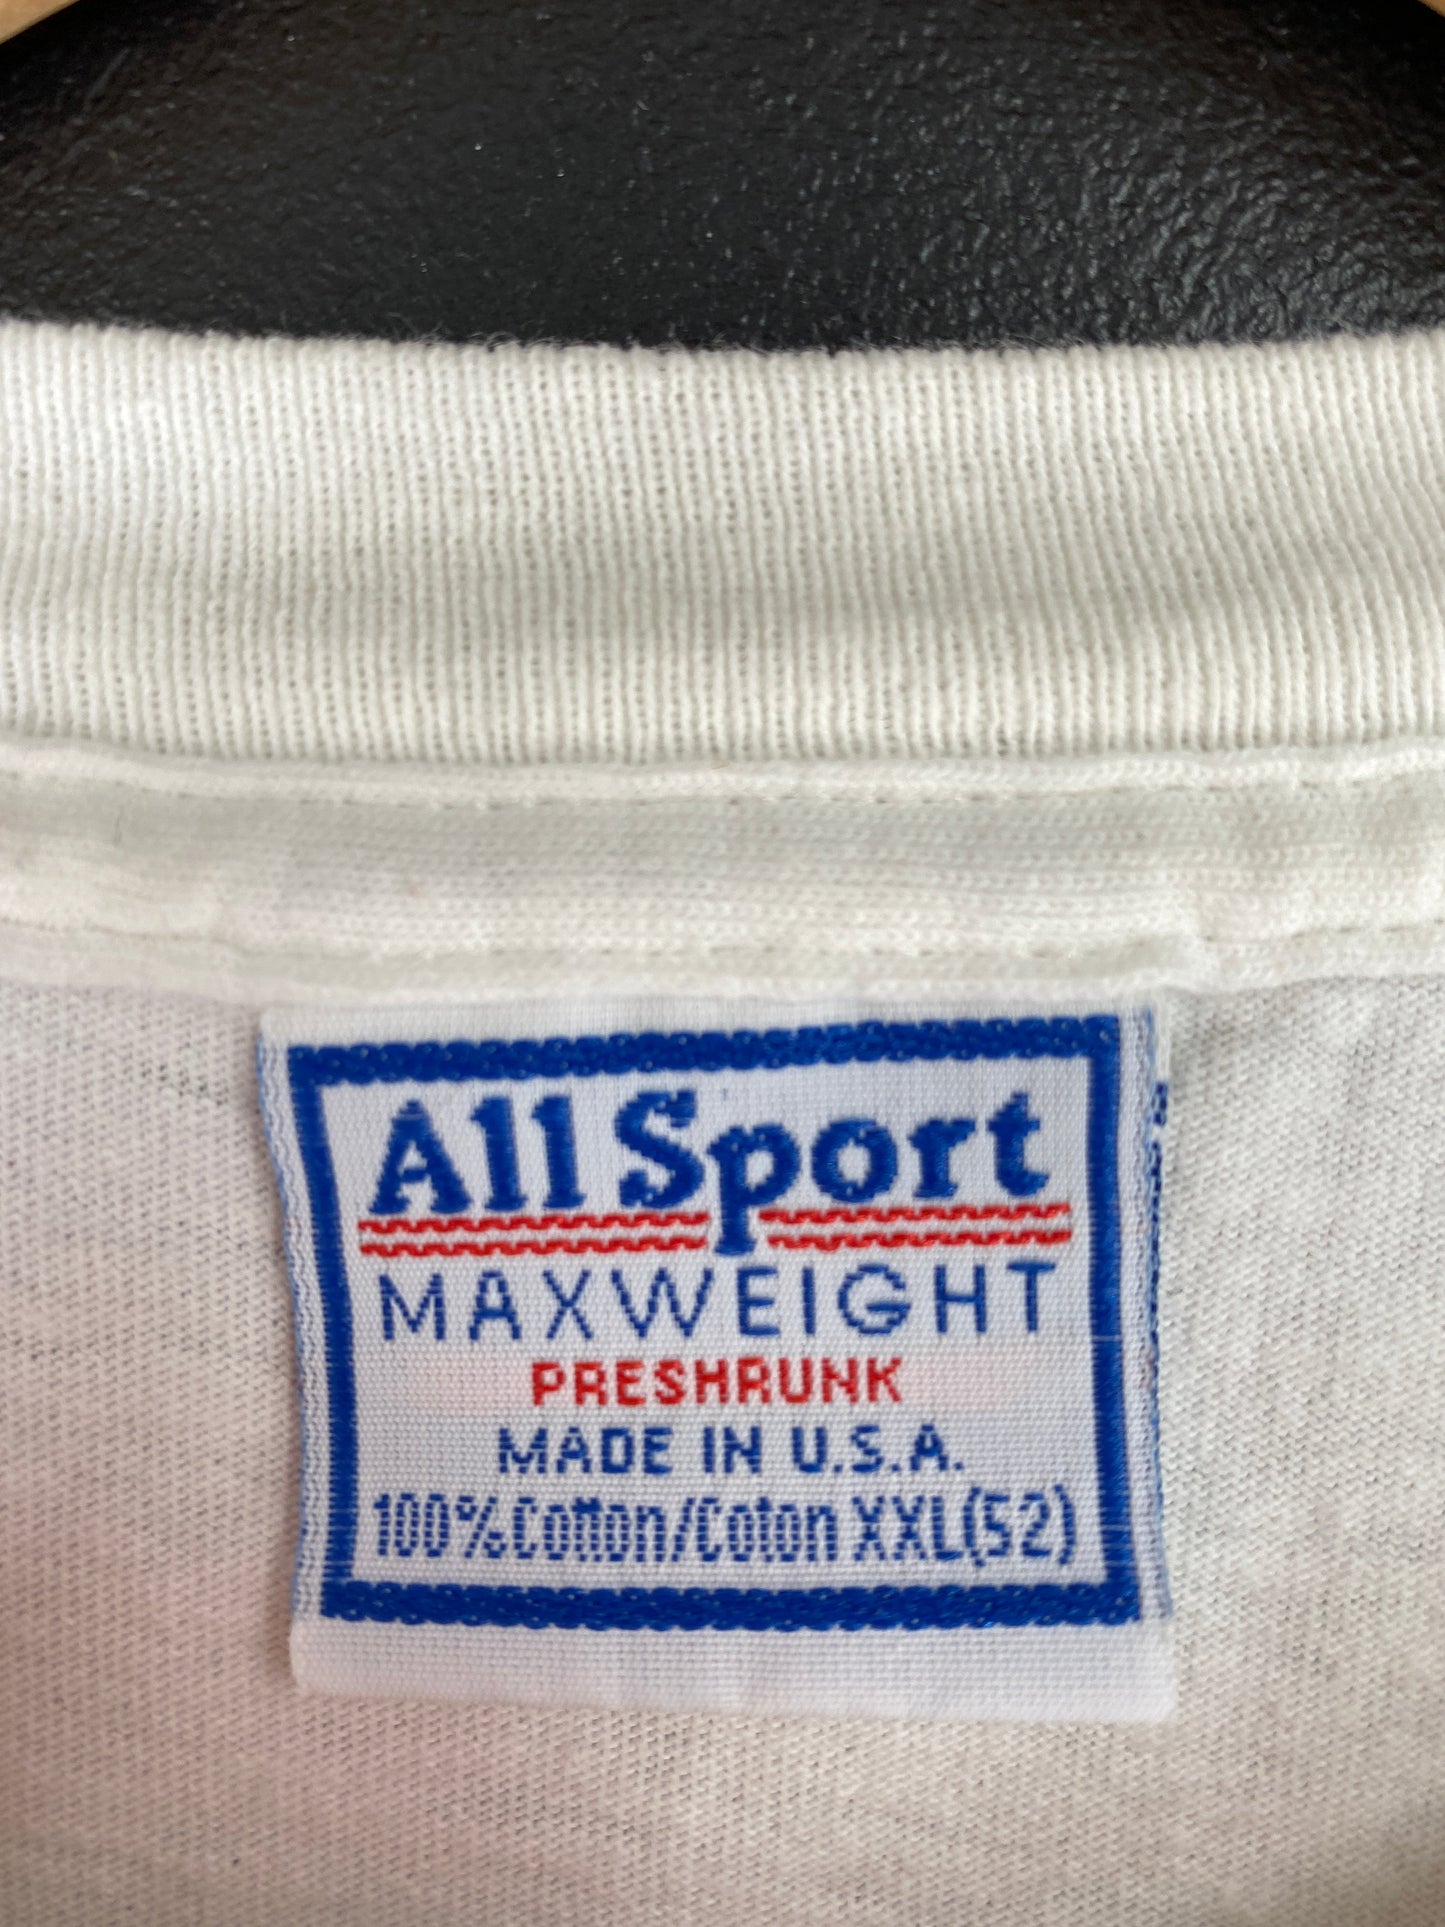 All Sport
MAXWEIGHT
PRESHRUNK
MADE IN U.S.A.
100% Cotton/Coton XXL(52)